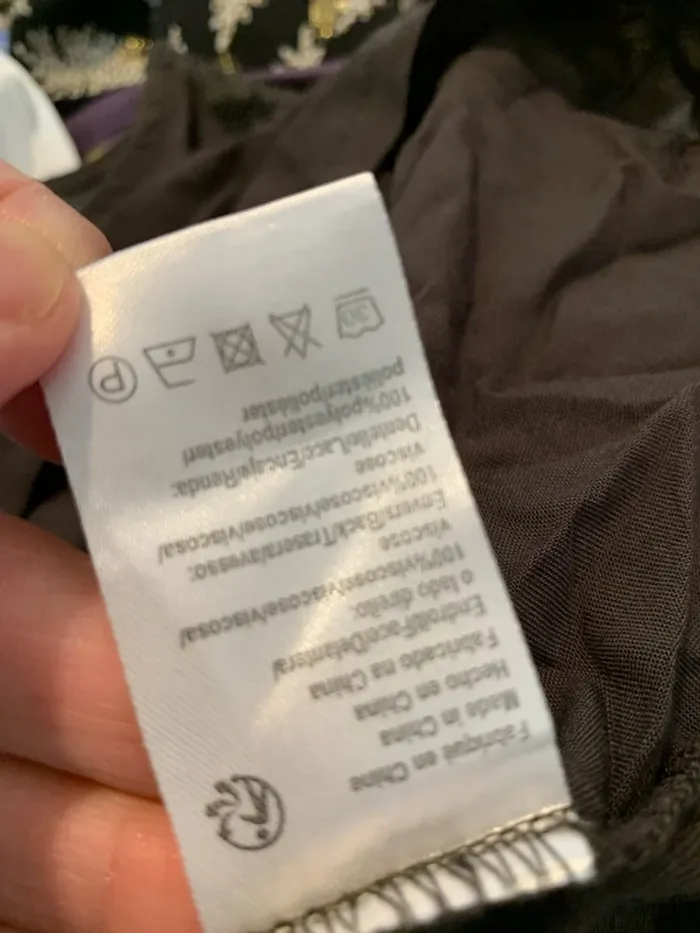 Fabriqué en Chine
Made in China
Hecho en China
Fabricado na China
Endroit/Face/Delantera/
o lado direito:
100%viscose/viscose/viscosa/
viscose
Envers/Back/Trasera/avesso:
100%viscose/viscose/viscosa/
viscose
Dentelle/Lace/Encaje/Renda:
100%polyester/polyester/
poliéster/poliéster
30 P